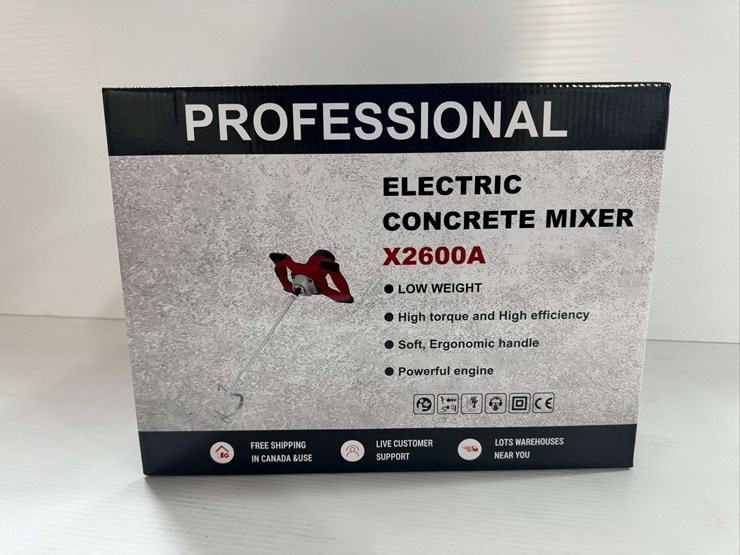 PROFESSIONAL
ELECTRIC
CONCRETE MIXER
X2600A
LOW WEIGHT
High torque and High efficiency
Soft, Ergonomic handle
Powerful engine
CE
FREE SHIPPING
IN CANADA &USE
LIVE CUSTOMER
SUPPORT
LOTS WAREHOUSES
NEAR YOU